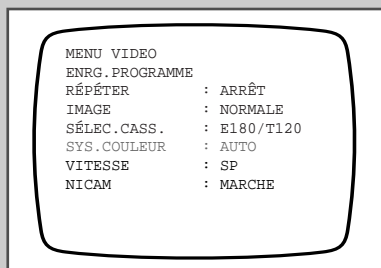 MENU VIDEO
ENRG.PROGRAMME
RÉPÉTER : ARRÊT
IMAGE : NORMALE
SÉLEC.CASS. : E180/T120
SYS.COULEUR : AUTO
VITESSE : SP
NICAM : MARCHE